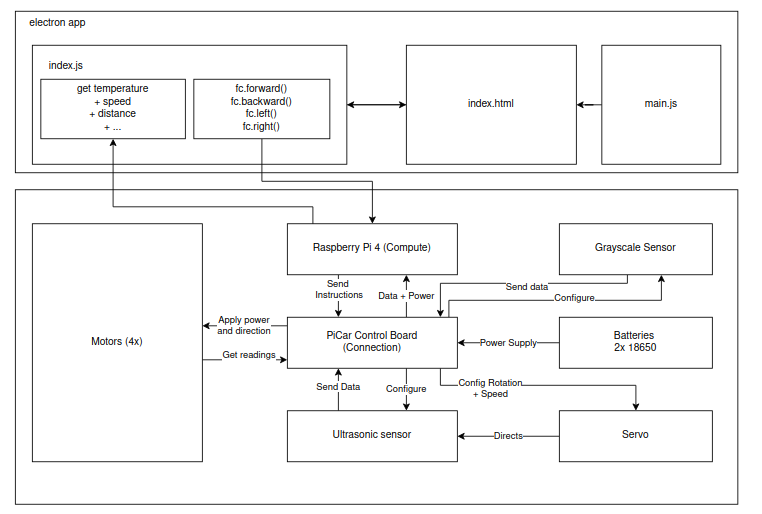 electron app
index.js
get temperature
+ speed
+ distance
+ ...
fc.forward()
fc.backward()
fc.left()
fc.right()
index.html
main.js
Raspberry Pi 4 (Compute)
Grayscale Sensor
Send
Instructions
Data + Power
Send data
Configure
Motors (4x)
Apply power
and direction
Get readings
PiCar Control Board
(Connection)
Power Supply
Batteries
2x 18650
Send Data
Configure
Config Rotation
+ Speed
Ultrasonic sensor
Directs
Servo